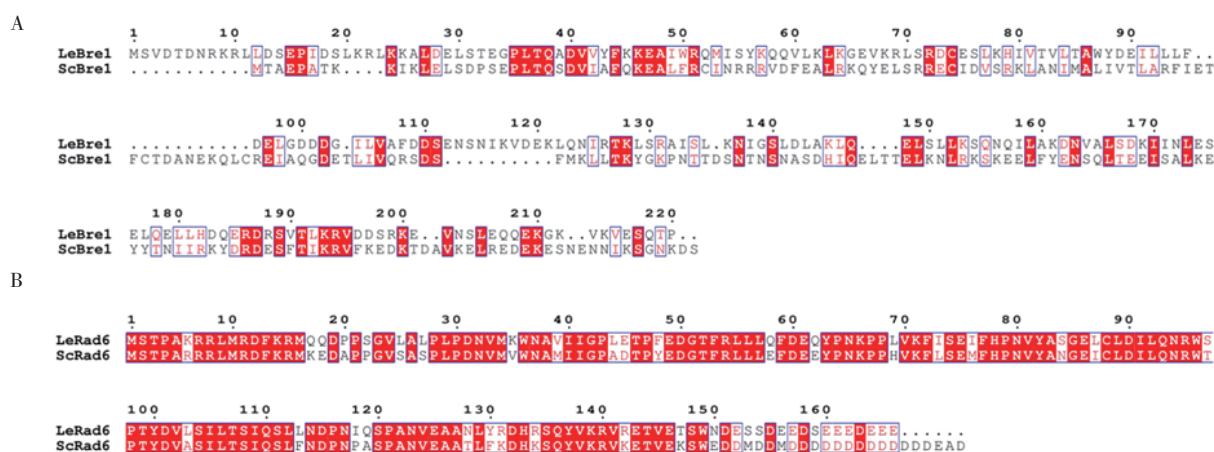 A
1 10 20 30 40 50 60 70 80 90
LeBre1 MSVDTDNRKRLLDSEPIDSLKRLKKALDELSTEGPLTQADVVYFKKEAIWRQMISYKQQVLKLKGEVKRLSRDCESLKHIVTVLTAWYDEILLLF..
ScBre1 ...........MTAEPATK....KIKLELSDPSEPLTQSDVIAFQKEALFRCINRRRVDFEALRKQYELSRRECIDVSRKLANIMALIVTLARFIET
100 110 120 130 140 150 160 170
LeBre1 ............DELGDDDG.ILVAFDDSENSNIKVDEKLQNIRTKLSRAISL.KNIGSLDLAKLQ....ELSLLKSQNQILAKDNVALSDKIINLES
ScBre1 FCTDANEKQLCREIAQGDETLIVQRSDS..........FMKLLTKYGKPNTTDSNTNSNASDHIQELTTELKNLRKSKEELFYENSQLTEEISALKE
180 190 200 210 220
LeBre1 ELQELLHDQERDRSVTLKRVDDSRKE..VNSLEQQEKGK..VKVESQTP..
ScBre1 YYTNIIRKYDRDESFTIKRVFKEDKTDAVKELREDEKESNENNIKSGNKDS
B
1 10 20 30 40 50 60 70 80 90
LeRad6 MSTPAKRRLMRDFKRMQQDPPSGVLALPLPDNVMKWNAVIIGPLETPFEDGTFRLLLQFDEQYPNKPPLVKFISEIFHPNVYASGELCLDILQNRWS
ScRad6 MSTPARRRLMRDFKRMKEDAPPGVSASPLPDNVMVWNAMIIGPADTPYEDGTFRLLLEFDEEYPNKPPHVKFLSEMFHPNVYANGEICLDILQNRWT
100 110 120 130 140 150 160
LeRad6 PTYDVLSILTSIQSLLNDPNIQSPANVEAANLYRDHRSQYVKRVRETVETSWNDESSDMEDSEEEDEEE......
ScRad6 PTYDVASILTSIQSLFNDPNPASPANVEAATLFKDHKSQYVKRVKETVEKSWEDDMDDMDDDDDDDDDDDDDEAD